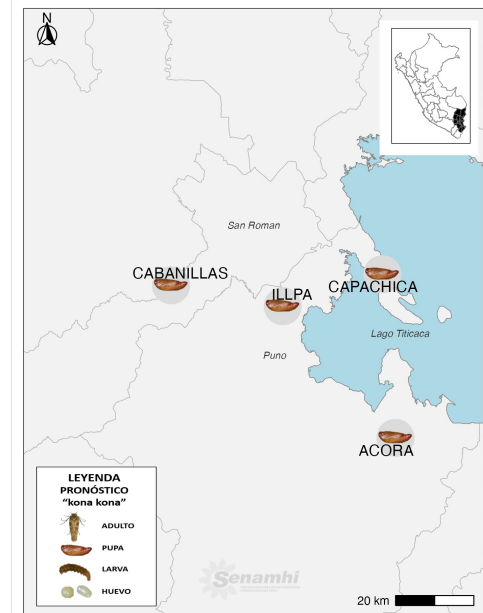 N
San Roman
CABANILLAS
ILLPA
CAPACHICA
Lago Titicaca
Puno
ACORA
LEYENDA
PRONÓSTICO
“kona kona”
ADULTO
PUPA
LARVA
HUEVO
Senamhi
20 km